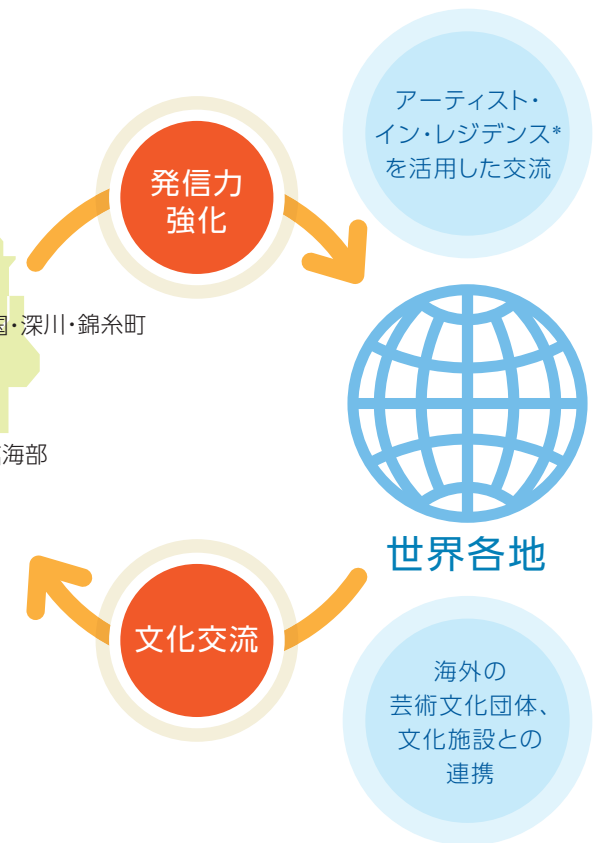 アーティスト・
イン・レジデンス*
を活用した交流
発信力
強化
国・深川・錦糸町
海部
世界各地
文化交流
海外の
芸術文化団体、
文化施設との
連携